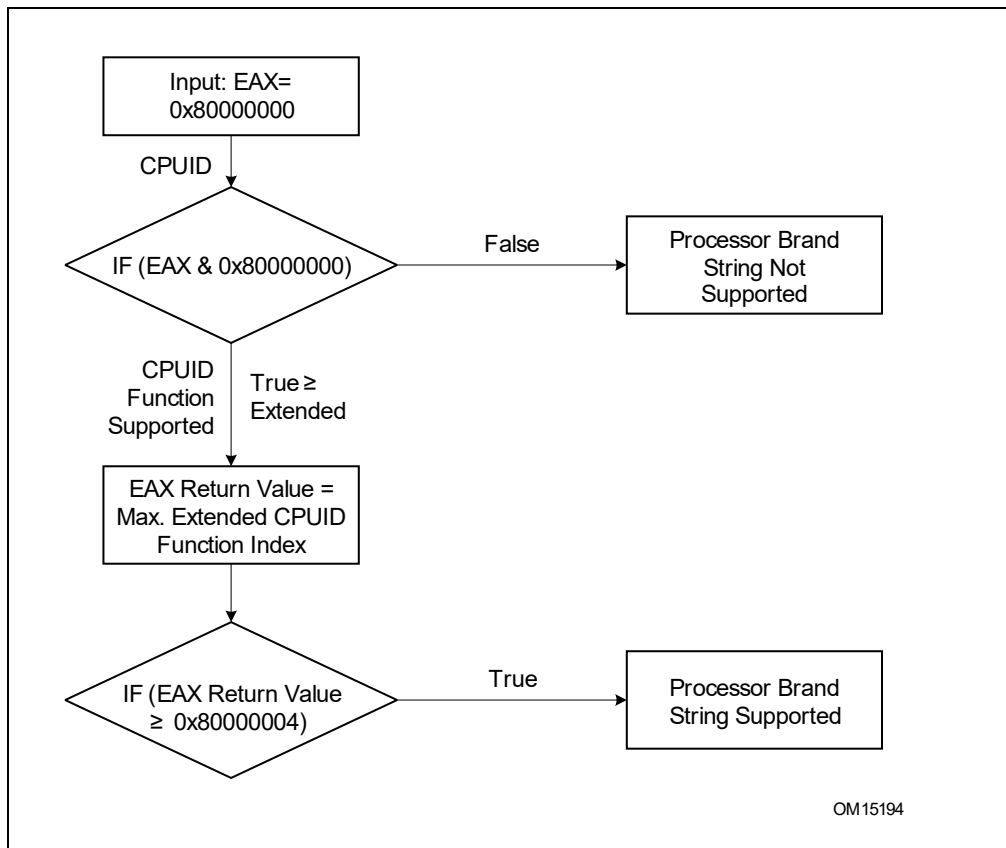 Input: EAX=
0x80000000
CPUID
IF (EAX & 0x80000000)
False
Processor Brand
String Not
Supported
CPUID
Function
Supported
True ≥
Extended
EAX Return Value =
Max. Extended CPUID
Function Index
IF (EAX Return Value
≥ 0x80000004)
True
Processor Brand
String Supported
OM15194